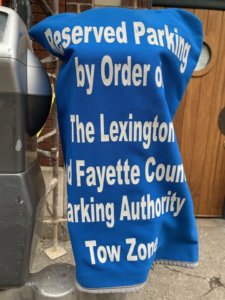 Reserved Parking
by Order o
The Lexington
d Fayette Coun
arking Authority
Tow Zone